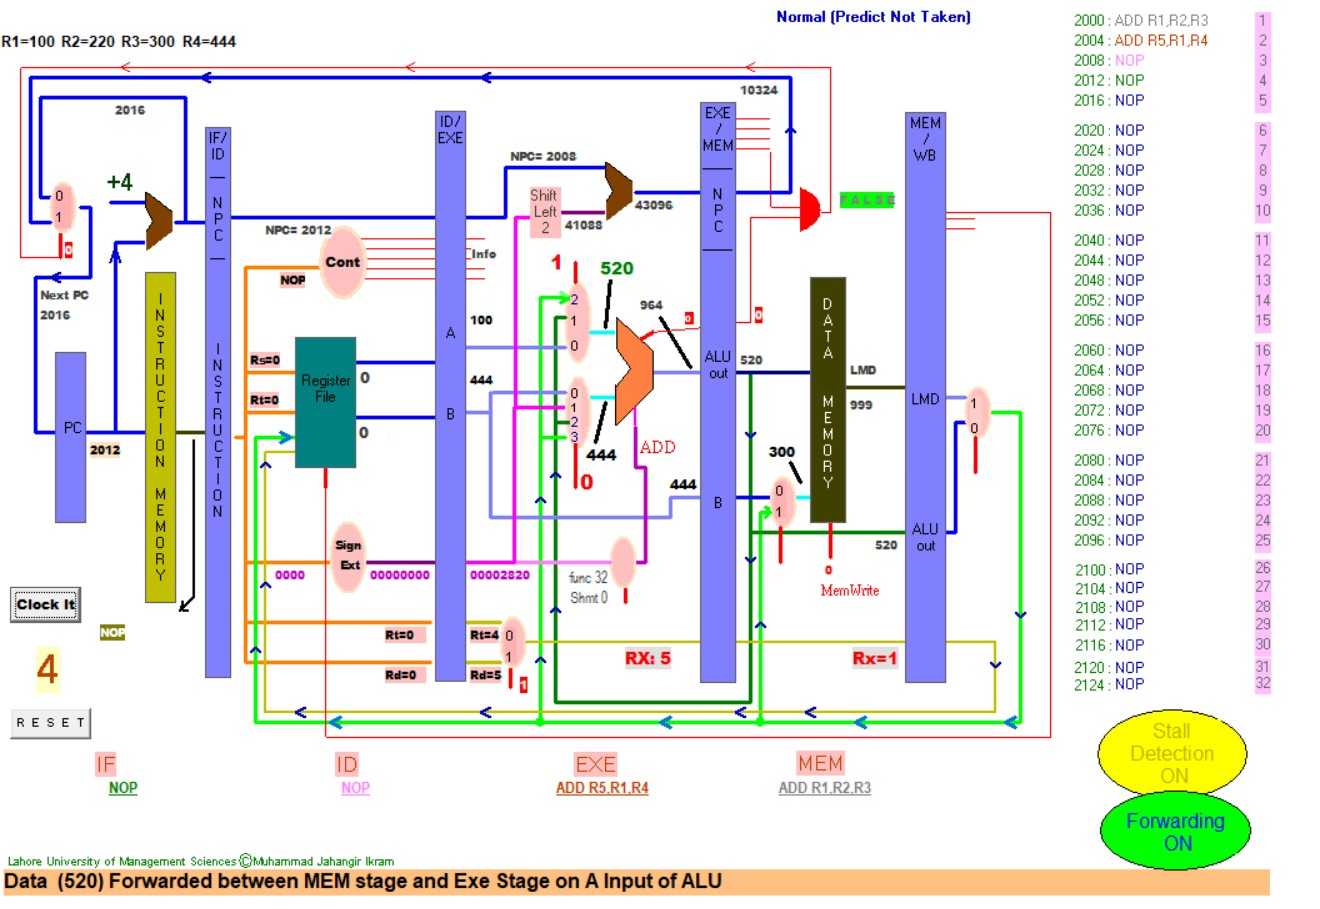 Normal (Predict Not Taken)
R1=100 R2=220 R3=300 R4=444
2000 : ADD R1,R2,R3 1
2004 : ADD R5,R1,R4 2
2008 : NOP 3
2012 : NOP 4
2016 : NOP 5
2020 : NOP 6
2024 : NOP 7
2028 : NOP 8
2032 : NOP 9
2036 : NOP 10
2040 : NOP 11
2044 : NOP 12
2048 : NOP 13
2052 : NOP 14
2056 : NOP 15
2060 : NOP 16
2064 : NOP 17
2068 : NOP 18
2072 : NOP 19
2076 : NOP 20
2080 : NOP 21
2084 : NOP 22
2088 : NOP 23
2092 : NOP 24
2096 : NOP 25
2100 : NOP 26
2104 : NOP 27
2108 : NOP 28
2112 : NOP 29
2116 : NOP 30
2120 : NOP 31
2124 : NOP 32
2016
+4
0
1
0
Next PC
2016
PC
2012
INSTRUCTION MEMORY
NOP
Clock It
4
RESET
IF/
ID
NPC
INSTRUCTION
NPC= 2012
Cont
NOP
Info
Rs=0
Rt=0
Register
File
0
0
Sign
Ext
0000
00000000
00002820
Rt=0
Rd=0
ID/
EXE
A
B
100
444
Rt=4
Rd=5
0
1
1
NPC= 2008
Shift
Left
2
41088
43096
1
520
2
1
0
964
0
0
1
2
3
444
0
ADD
444
func 32
Shmt 0
RX: 5
10324
EXE
/
MEM
NPC
ALU
out
B
0
FALSE
520
DATA MEMORY
LMD
999
300
0
1
520
0
MemWrite
Rx=1
MEM
/
WB
LMD
ALU
out
1
0
IF
NOP
ID
NOP
EXE
ADD R5,R1,R4
MEM
ADD R1,R2,R3
Stall
Detection
ON
Forwarding
ON
Lahore University of Management Sciences ©Muhammad Jahangir Ikram
Data (520) Forwarded between MEM stage and Exe Stage on A Input of ALU